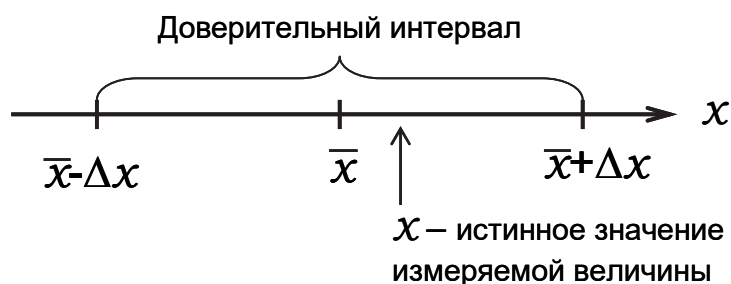 Доверительный интервал
x
x̅-Δx
x̅
x̅+Δx
x – истинное значение
измеряемой величины